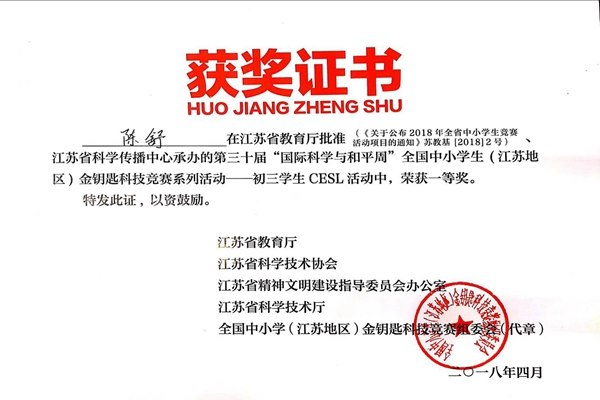 获奖证书
HUO JIANG ZHENG SHU
陈舒 在江苏省教育厅批准(《关于公布2018年全省中小学生竞赛活动项目的通知》苏教基[2018]2号)、
江苏省科学传播中心承办的第三十届“国际科学与和平周”全国中小学生(江苏地
区)金钥匙科技竞赛系列活动——初三学生CESL活动中,荣获一等奖。
特发此证,以资鼓励。
江苏省教育厅
江苏省科学技术协会
江苏省精神文明建设指导委员会办公室
江苏省科学技术厅
全国中小学(江苏地区)金钥匙科技竞赛组委会(代章)
二〇一八年四月